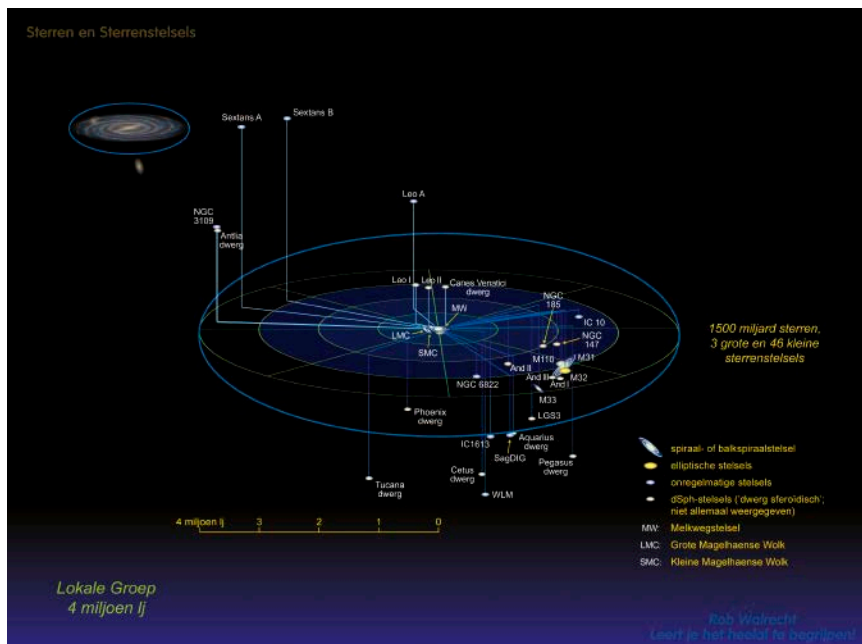 Sterren en Sterrenstelsels
Sextans A
Sextans B
Leo A
NGC
3109
Antlia
dwerg
Leo I
Leo II
Canes Venatici
dwerg
MW
NGC
185
IC 10
LMC
SMC
NGC
147
1500 miljard sterren,
3 grote en 46 kleine
sterrenstelsels
M110
M31
And II
And III
M32
And I
NGC 6822
M33
Phoenix
dwerg
LGS3
IC1613
Aquarius
dwerg
SagDIG
Pegasus
dwerg
Cetus
dwerg
Tucana
dwerg
WLM
spiraal- of balkspiraalstelsel
elliptische stelsels
onregelmatige stelsels
dSph-stelsels ('dwerg sferoïdisch';
niet allemaal weergegeven)
MW: Melkwegstelsel
LMC: Grote Magelhaense Wolk
SMC: Kleine Magelhaense Wolk
4 miljoen lj 3 2 1 0
Lokale Groep
4 miljoen lj
Rob Walrecht
Leert je het heelal te begrijpen!